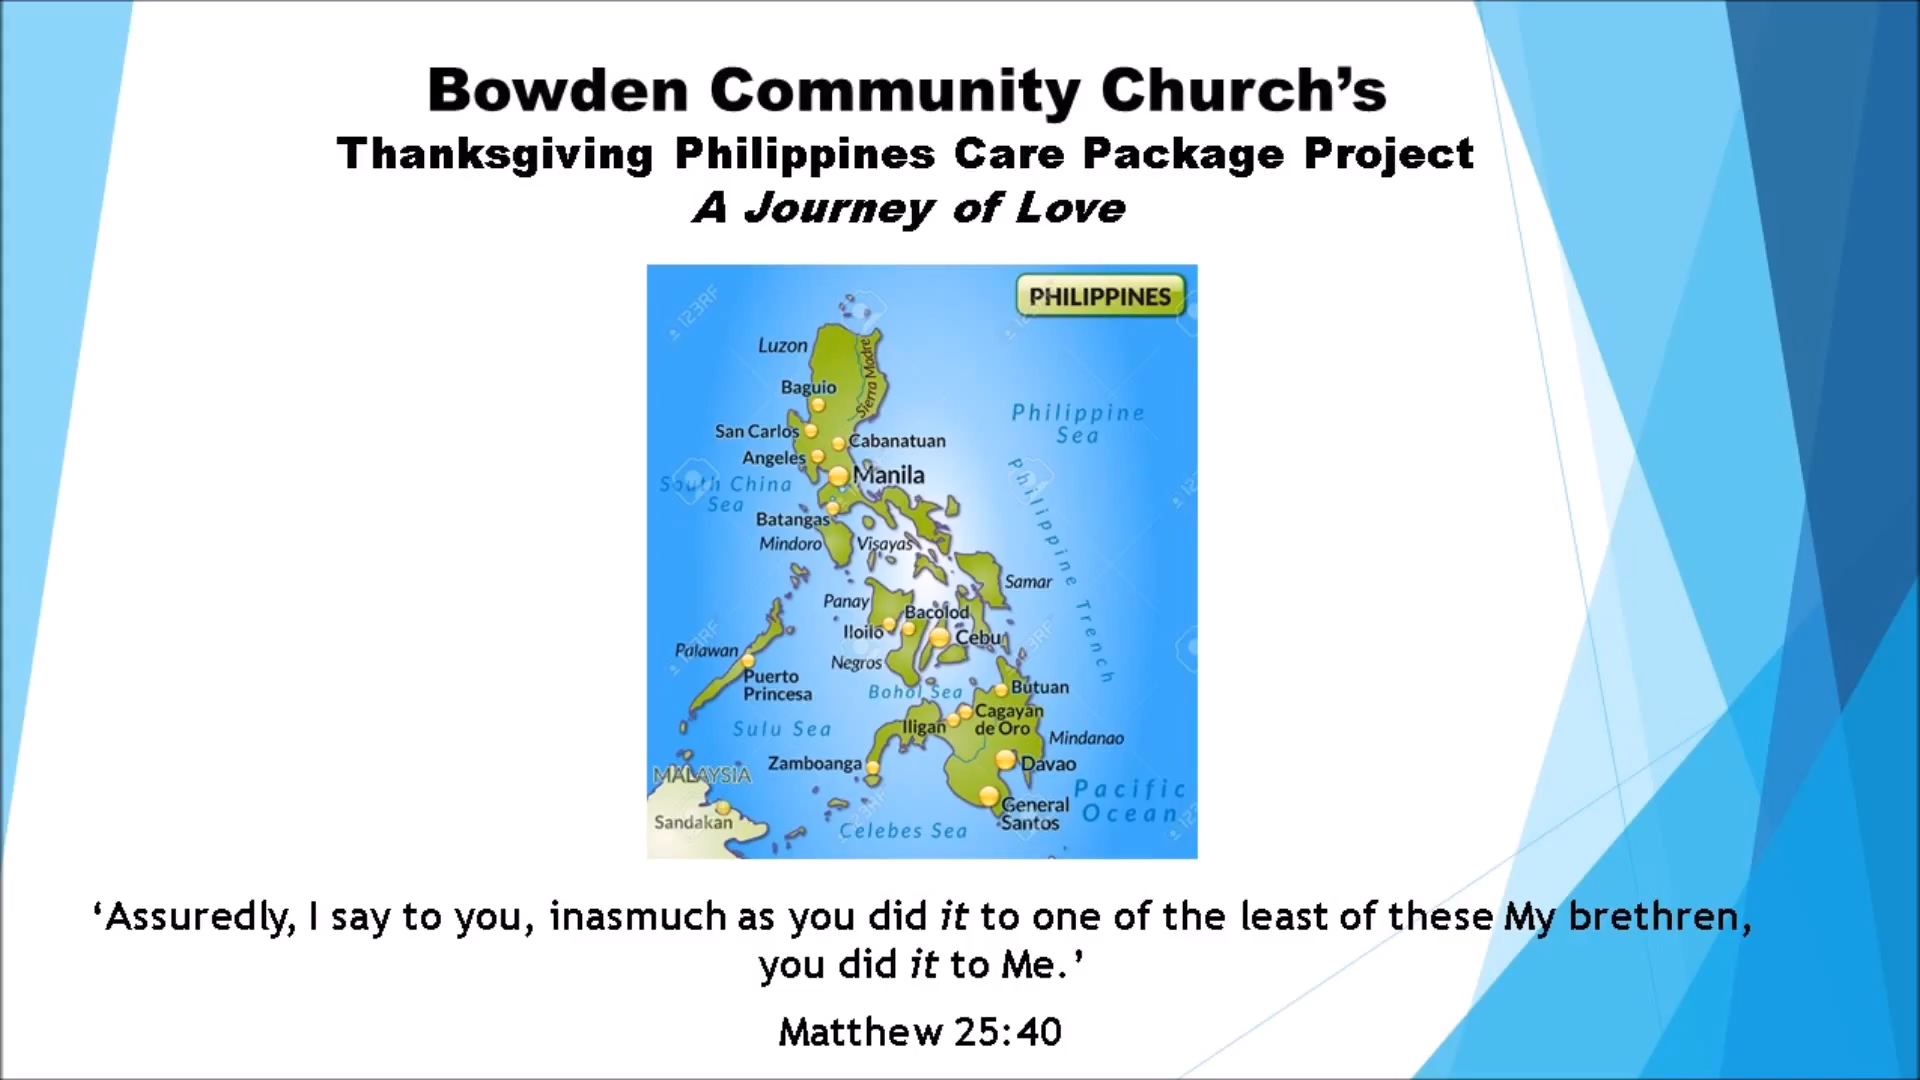 Bowden Community Church’s
Thanksgiving Philippines Care Package Project
A Journey of Love
PHILIPPINES
Luzon
Sierra Madre
Baguio
Philippine
Sea
San Carlos
Cabanatuan
Angeles
Manila
South China
Sea
Philippine Trench
Batangas
Mindoro
Visayas
Samar
Panay
Bacolod
Iloilo
Cebu
Palawan
Negros
Puerto
Princesa
Bohol Sea
Butuan
Cagayan
de Oro
Iligan
Sulu Sea
Mindanao
Zamboanga
Davao
MALAYSIA
Pacific
Ocean
General
Santos
Sandakan
Celebes Sea
123RF
123RF
123RF
123RF
‘Assuredly, I say to you, inasmuch as you did it to one of the least of these My brethren,
you did it to Me.’
Matthew 25:40